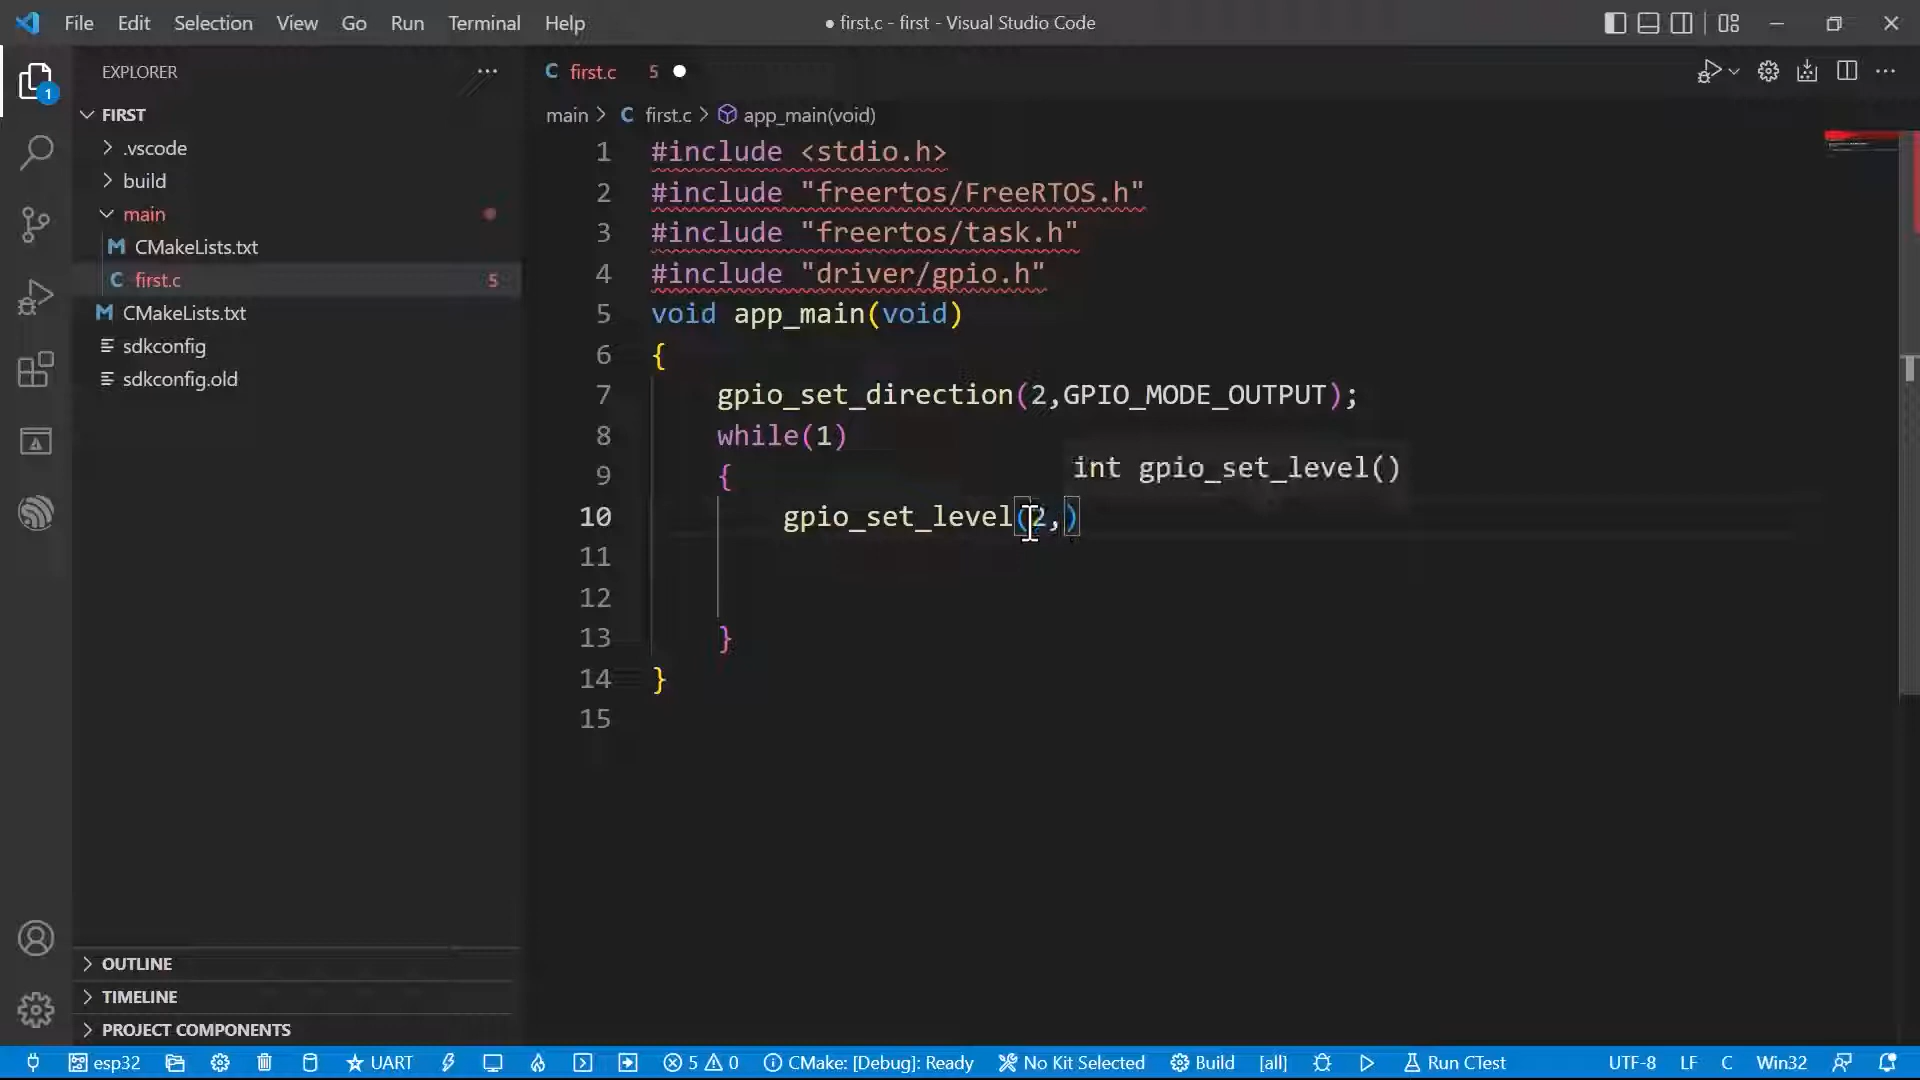 File Edit Selection View Go Run Terminal Help
● first.c - first - Visual Studio Code
EXPLORER
FIRST
.vscode
build
main
CMakeLists.txt
first.c 5
CMakeLists.txt
sdkconfig
sdkconfig.old
OUTLINE
TIMELINE
PROJECT COMPONENTS
1
C first.c 5
main > C first.c > app_main(void)
1 #include <stdio.h>
2 #include "freertos/FreeRTOS.h"
3 #include "freertos/task.h"
4 #include "driver/gpio.h"
5 void app_main(void)
6 {
7 gpio_set_direction(2,GPIO_MODE_OUTPUT);
8 while(1)
9 {
int gpio_set_level()
10 gpio_set_level(2,)
11
12
13 }
14 }
15
esp32 UART 5 0 CMake: [Debug]: Ready No Kit Selected Build [all] Run CTest UTF-8 LF C Win32